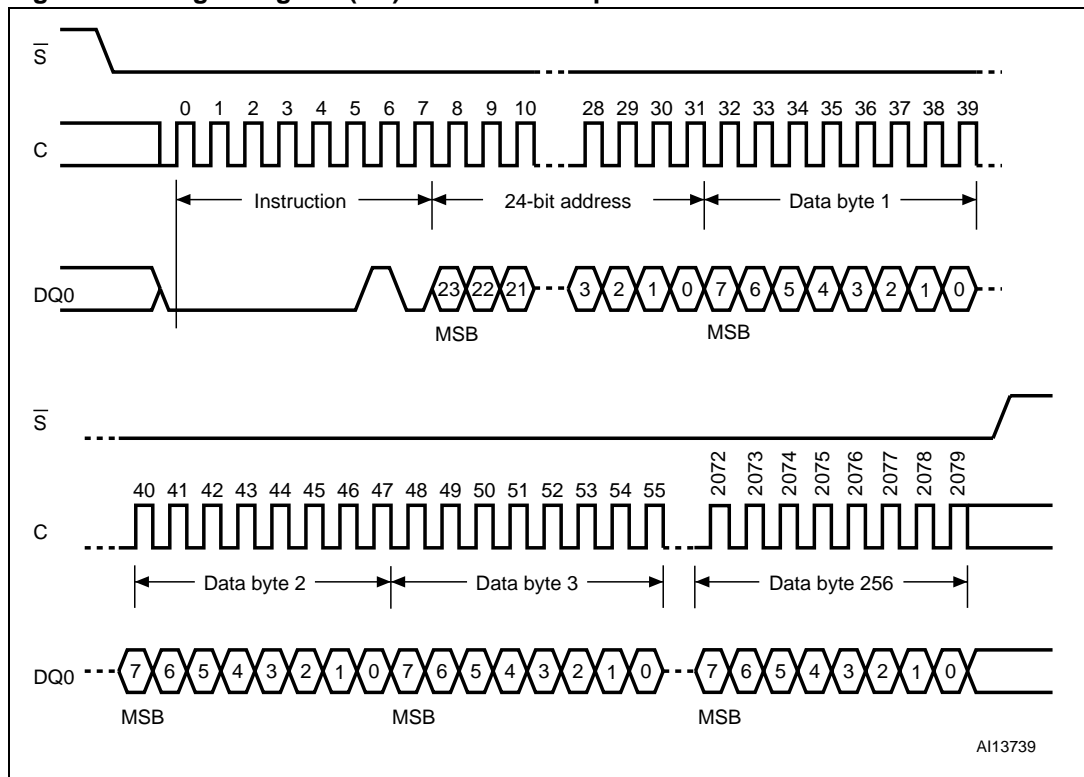 S
0 1 2 3 4 5 6 7 8 9 10 28 29 30 31 32 33 34 35 36 37 38 39
C
Instruction 24-bit address Data byte 1
DQ0 23 22 21 3 2 1 0 7 6 5 4 3 2 1 0
MSB MSB
S
2072 2073 2074 2075 2076 2077 2078 2079
40 41 42 43 44 45 46 47 48 49 50 51 52 53 54 55
C
Data byte 2 Data byte 3 Data byte 256
DQ0 7 6 5 4 3 2 1 0 7 6 5 4 3 2 1 0 7 6 5 4 3 2 1 0
MSB MSB MSB
AI13739